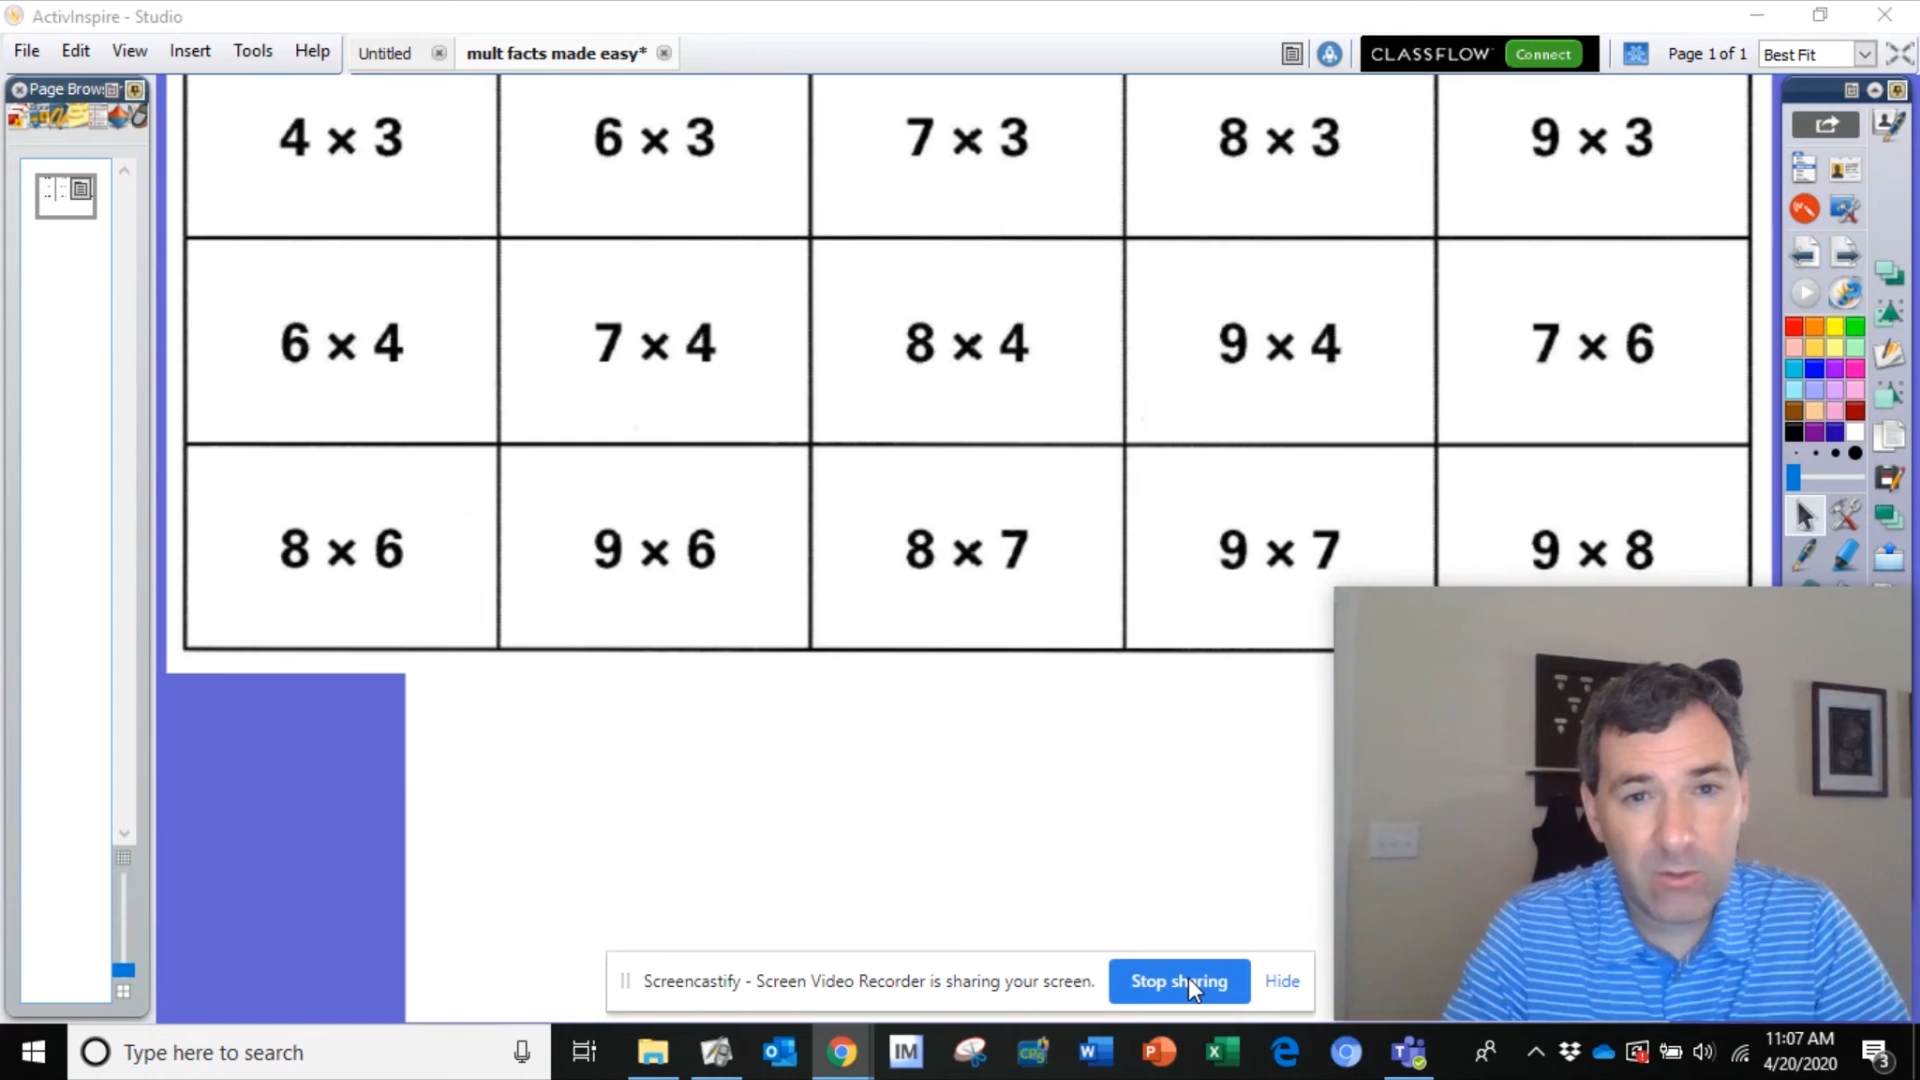 ActivInspire - Studio
File Edit View Insert Tools Help Untitled mult facts made easy* CLASSFLOW Connect Page 1 of 1 Best Fit
Page Brow
4 × 3 6 × 3 7 × 3 8 × 3 9 × 3
6 × 4 7 × 4 8 × 4 9 × 4 7 × 6
8 × 6 9 × 6 8 × 7 9 × 7 9 × 8
Screencastify - Screen Video Recorder is sharing your screen. Stop sharing Hide
Type here to search
IM
CPS
11:07 AM
4/20/2020
3